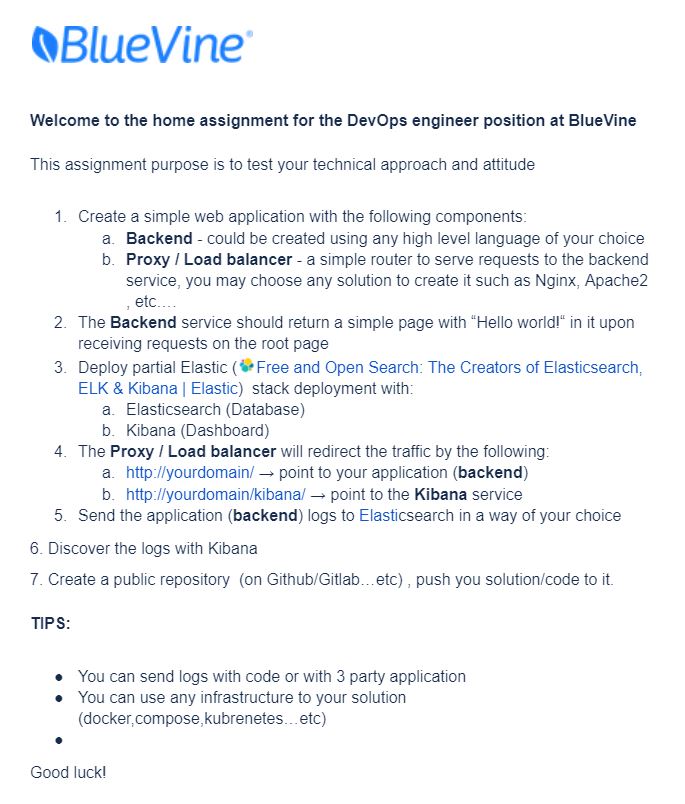 BlueVine®
Welcome to the home assignment for the DevOps engineer position at BlueVine
This assignment purpose is to test your technical approach and attitude
1. Create a simple web application with the following components:
a. Backend - could be created using any high level language of your choice
b. Proxy / Load balancer - a simple router to serve requests to the backend
service, you may choose any solution to create it such as Nginx, Apache2
, etc....
2. The Backend service should return a simple page with “Hello world!“ in it upon
receiving requests on the root page
3. Deploy partial Elastic (Free and Open Search: The Creators of Elasticsearch,
ELK & Kibana | Elastic)  stack deployment with:
a. Elasticsearch (Database)
b. Kibana (Dashboard)
4. The Proxy / Load balancer will redirect the traffic by the following:
a. http://yourdomain/ → point to your application (backend)
b. http://yourdomain/kibana/ → point to the Kibana service
5. Send the application (backend) logs to Elasticsearch in a way of your choice
6. Discover the logs with Kibana
7. Create a public repository  (on Github/Gitlab...etc) , push you solution/code to it.
TIPS:
● You can send logs with code or with 3 party application
● You can use any infrastructure to your solution
(docker,compose,kubrenetes...etc)
●
Good luck!